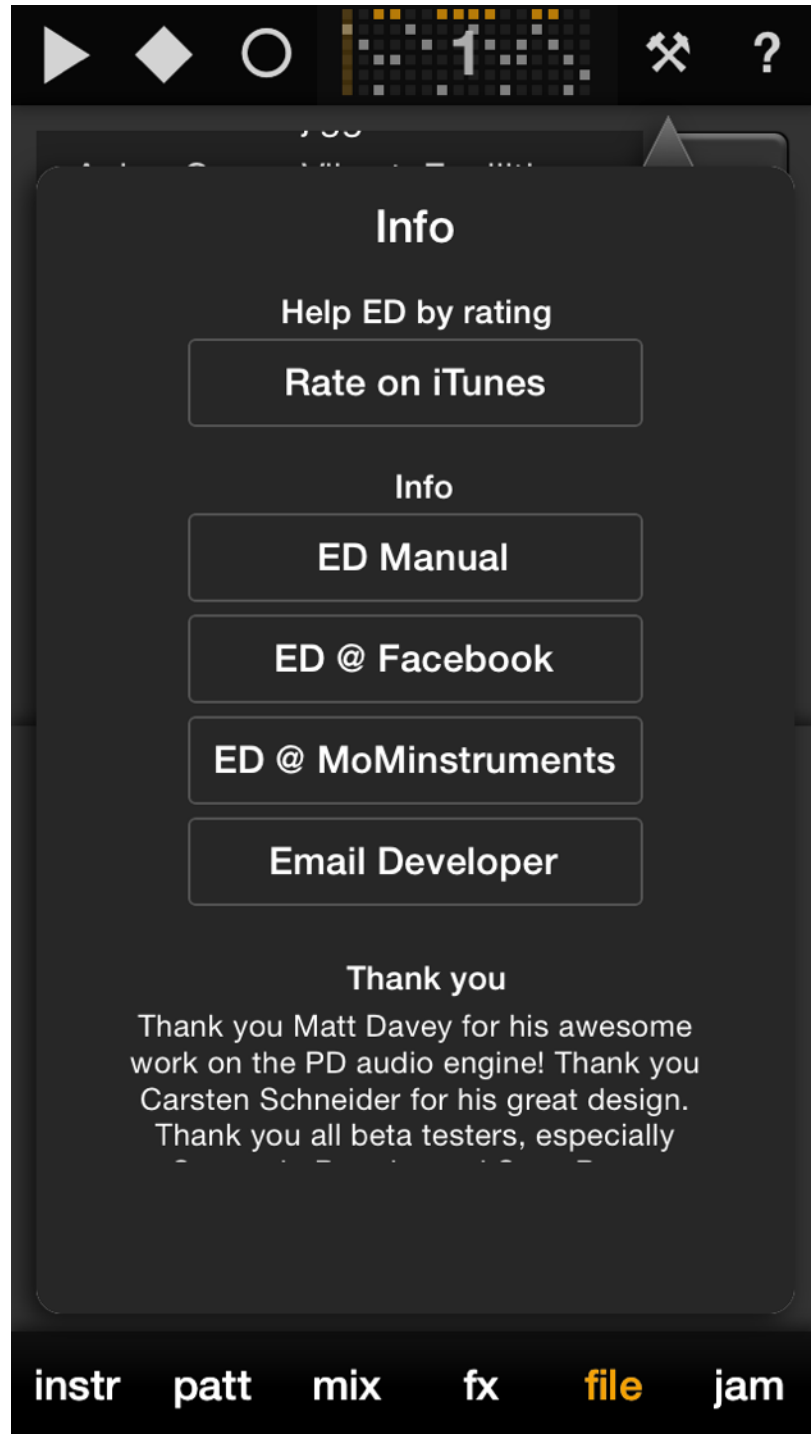 1
?
Info
Help ED by rating
Rate on iTunes
Info
ED Manual
ED @ Facebook
ED @ MoMinstruments
Email Developer
Thank you
Thank you Matt Davey for his awesome
work on the PD audio engine! Thank you
Carsten Schneider for his great design.
Thank you all beta testers, especially
instr patt mix fx file jam